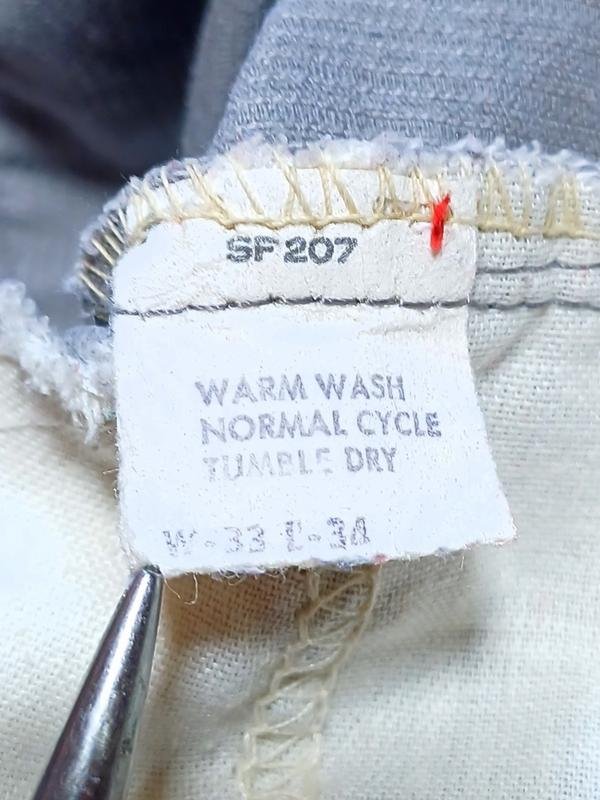 SF 207
WARM WASH
NORMAL CYCLE
TUMBLE DRY
W-33 L-34